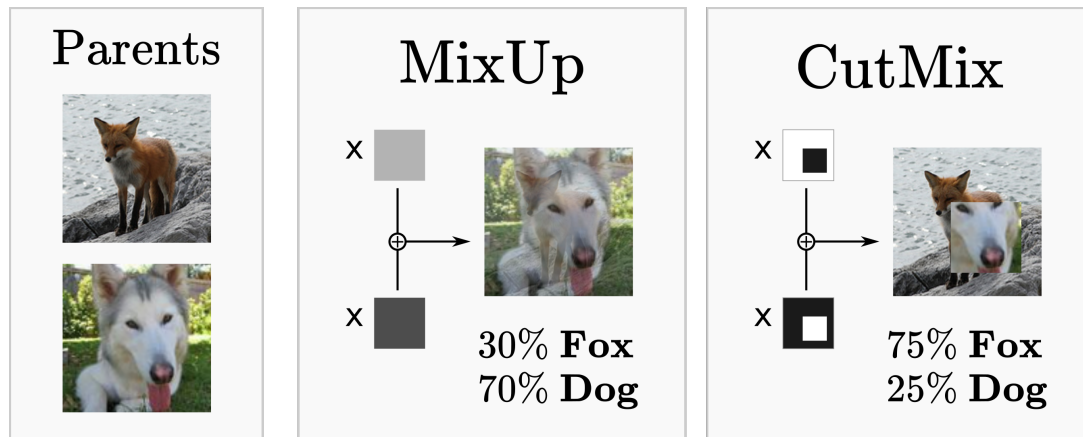 Parents
MixUp
x
x
30% Fox
70% Dog
CutMix
x
x
75% Fox
25% Dog